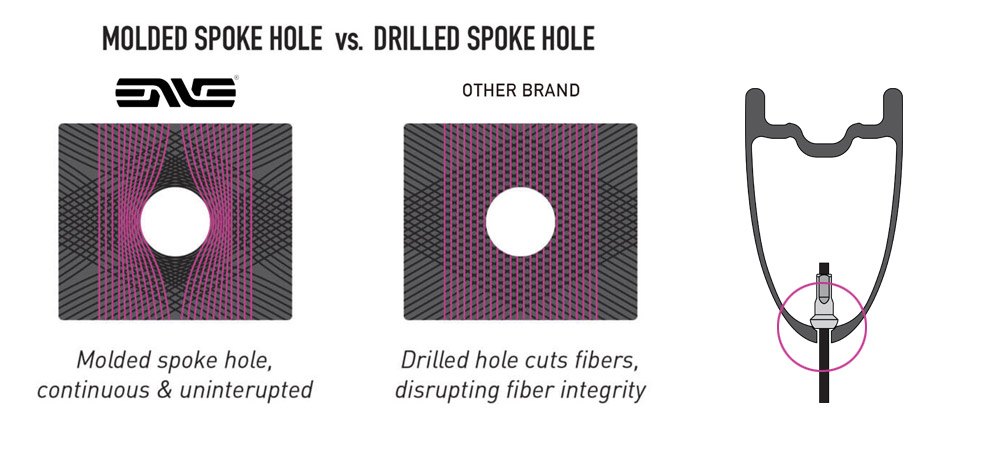 MOLDED SPOKE HOLE vs. DRILLED SPOKE HOLE
ENVE®
OTHER BRAND
Molded spoke hole,
continuous & uninterupted
Drilled hole cuts fibers,
disrupting fiber integrity